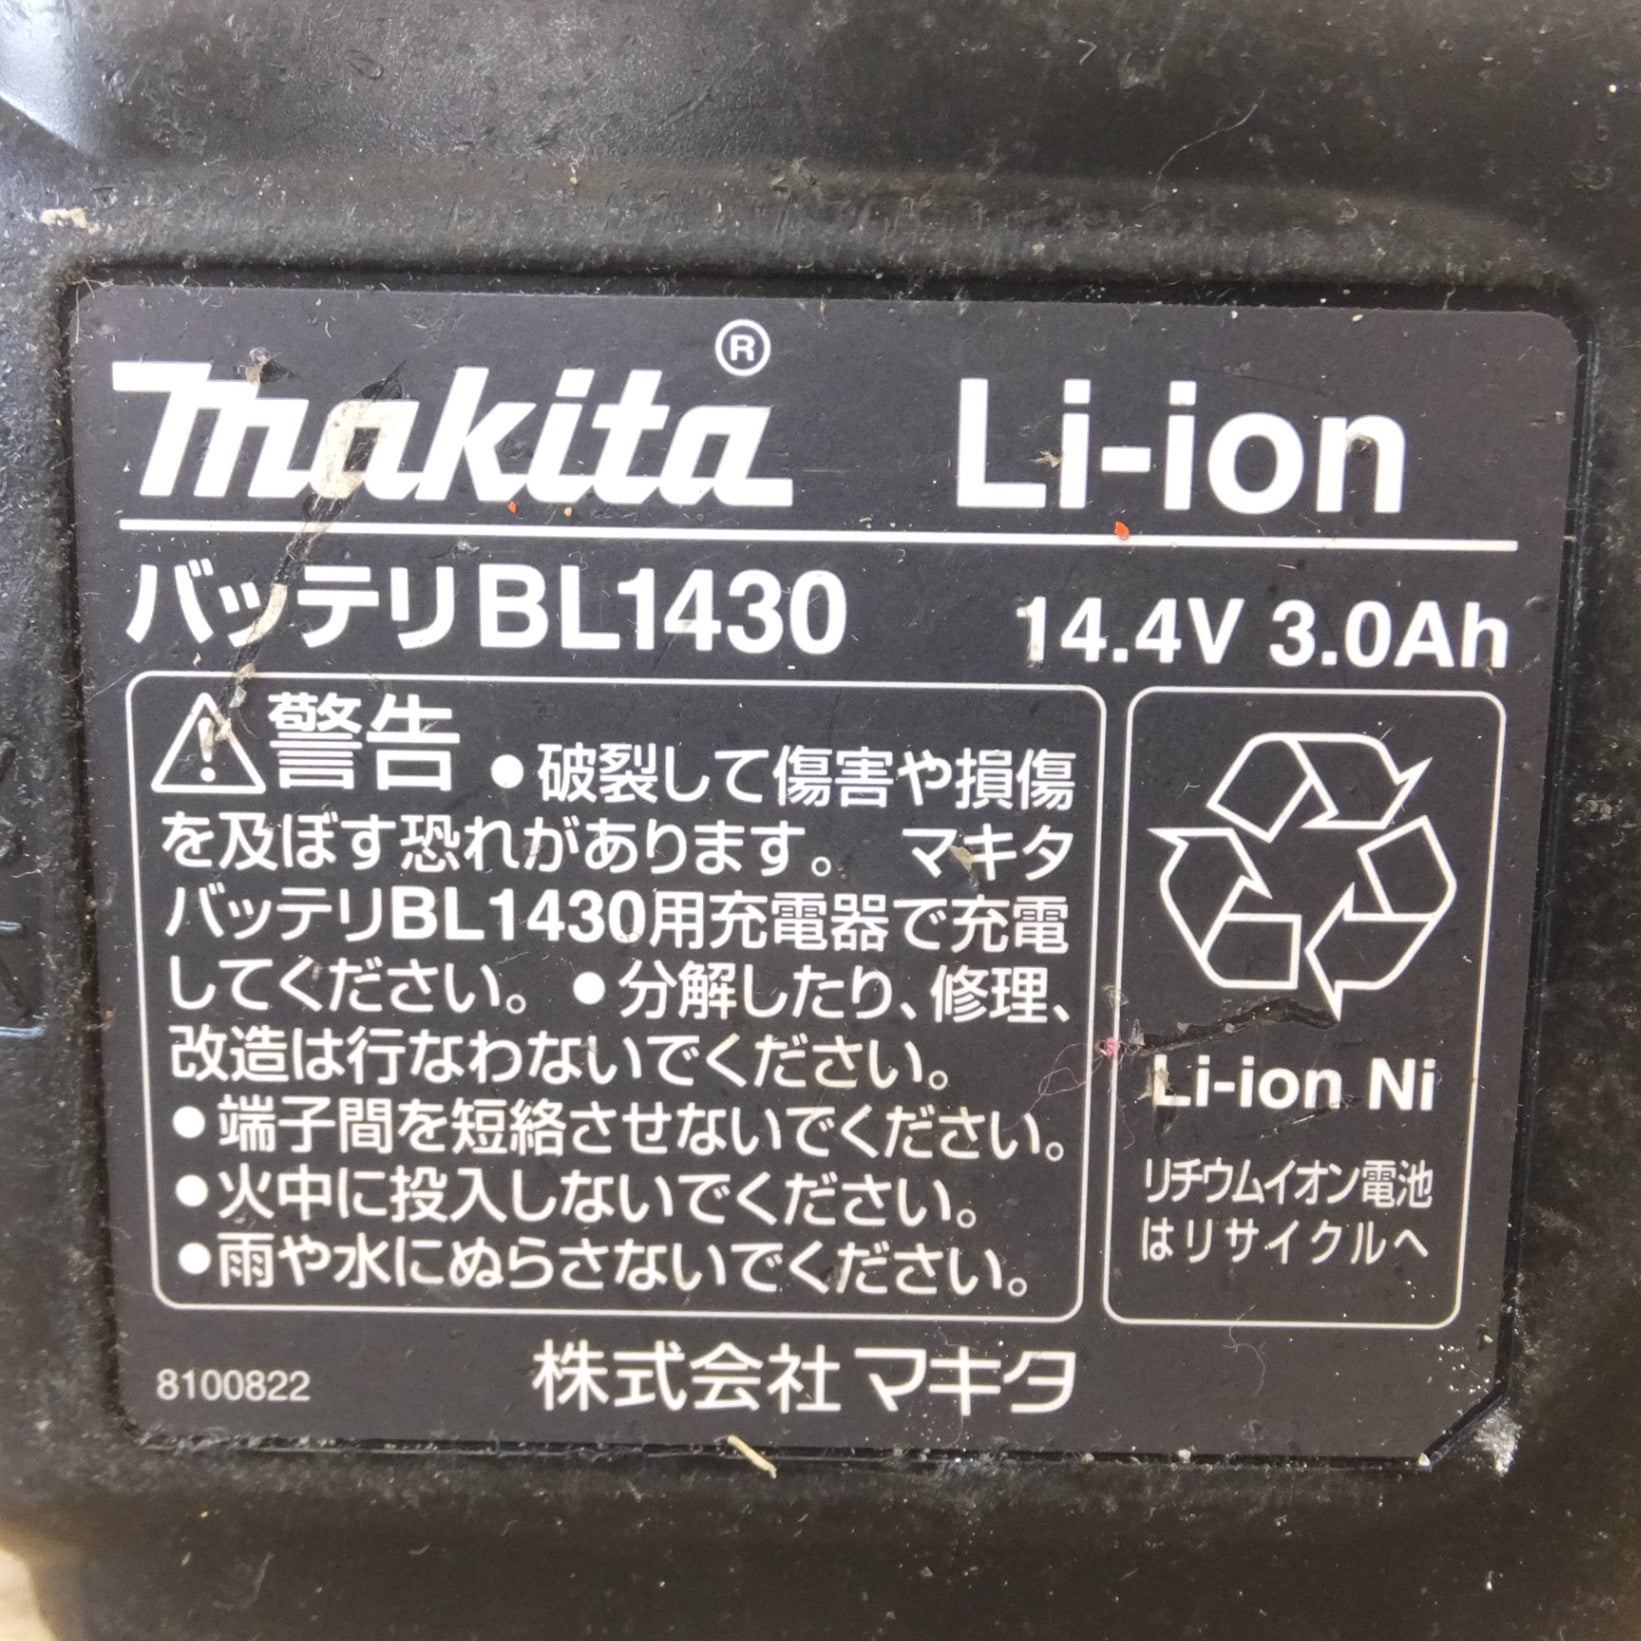 makita® Li-ion
バッテリBL1430 14.4V 3.0Ah
警告 ●破裂して傷害や損傷
を及ぼす恐れがあります。 マキタ
バッテリBL1430用充電器で充電
してください。 ●分解したり、修理、
改造は行なわないでください。
●端子間を短絡させないでください。
●火中に投入しないでください。
●雨や水にぬらさないでください。
Li-ion Ni
リチウムイオン電池
はリサイクルへ
8100822
株式会社マキタ